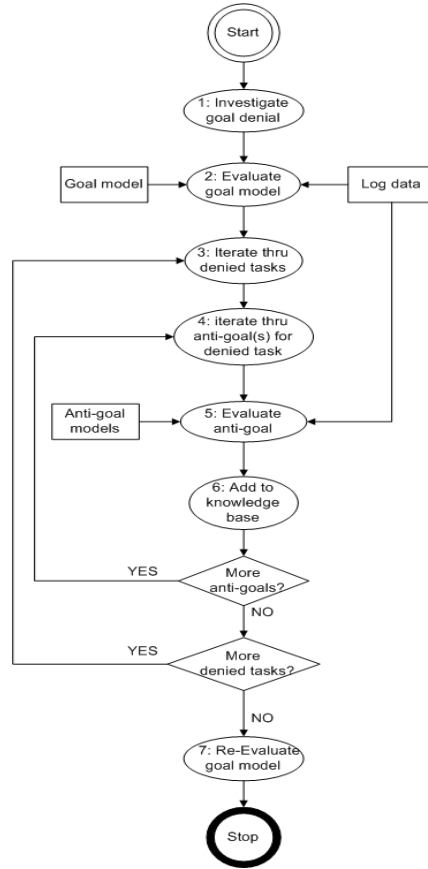 Start
1: Investigate
goal denial
Goal model
2: Evaluate
goal model
Log data
3: Iterate thru
denied tasks
4: iterate thru
anti-goal(s) for
denied task
Anti-goal
models
5: Evaluate
anti-goal
6: Add to
knowledge
base
YES
More
anti-goals?
NO
YES
More
denied tasks?
NO
7: Re-Evaluate
goal model
Stop